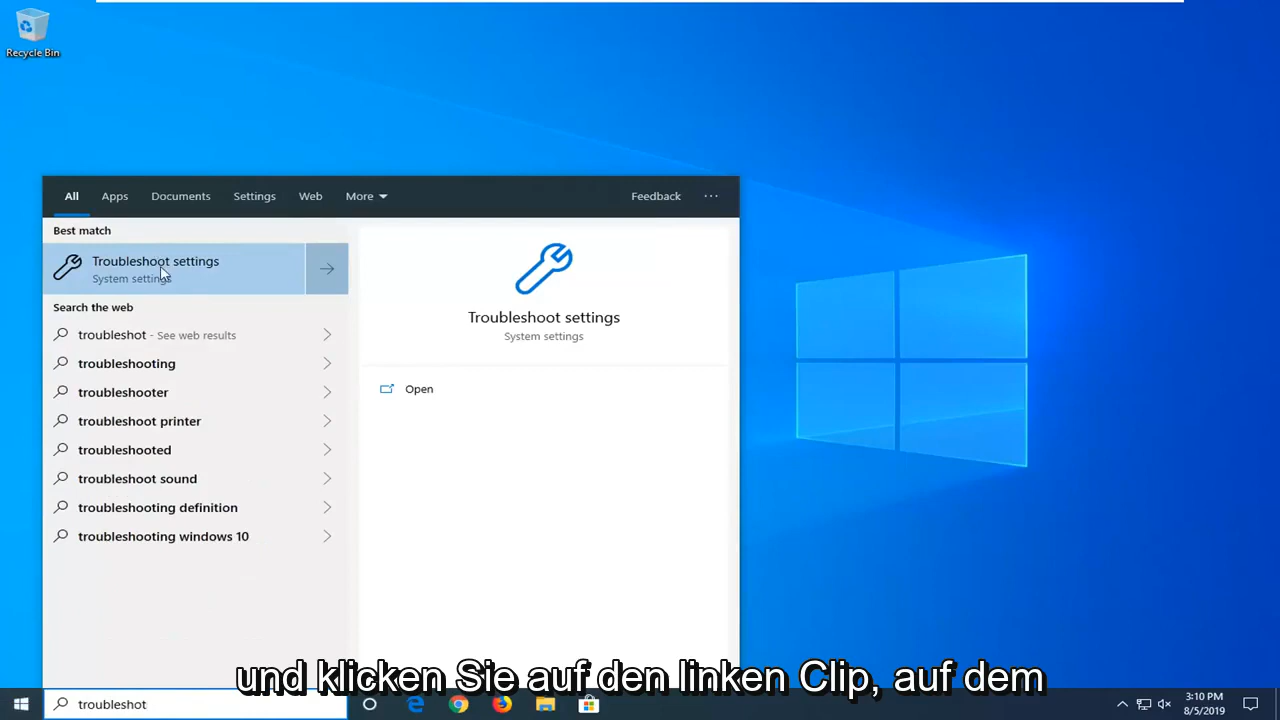 Recycle Bin
All Apps Documents Settings Web More Feedback ...
Best match
Troubleshoot settings
System settings
Search the web
troubleshot - See web results
troubleshooting
troubleshooter
troubleshoot printer
troubleshooted
troubleshoot sound
troubleshooting definition
troubleshooting windows 10
Troubleshoot settings
System settings
Open
und klicken Sie auf den linken Clip, auf dem
troubleshot
3:10 PM
8/5/2019